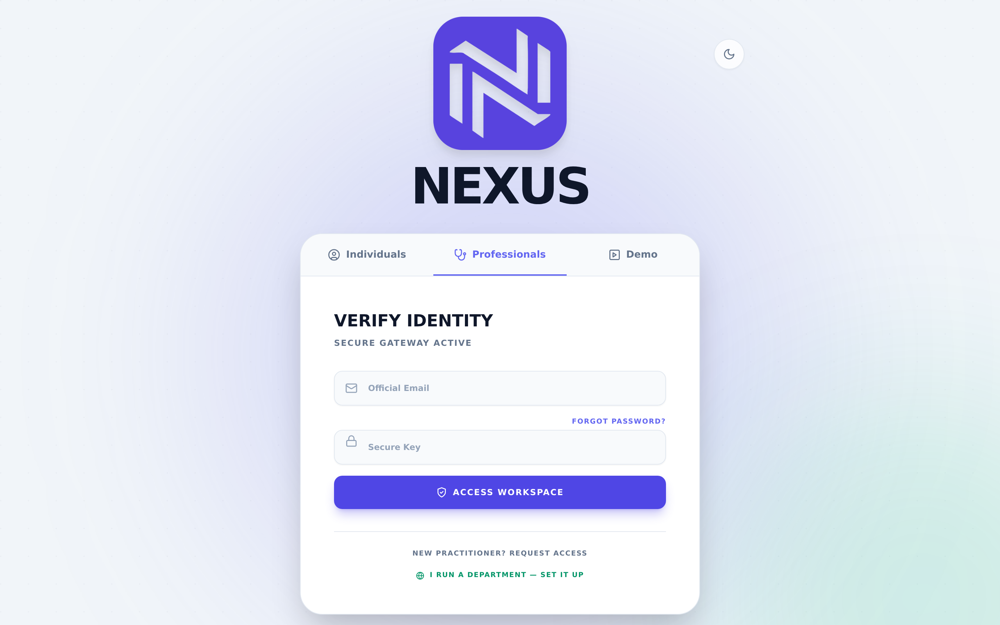 NEXUS
Individuals
Professionals
Demo
VERIFY IDENTITY
SECURE GATEWAY ACTIVE
Official Email
FORGOT PASSWORD?
Secure Key
ACCESS WORKSPACE
NEW PRACTITIONER? REQUEST ACCESS
I RUN A DEPARTMENT — SET IT UP